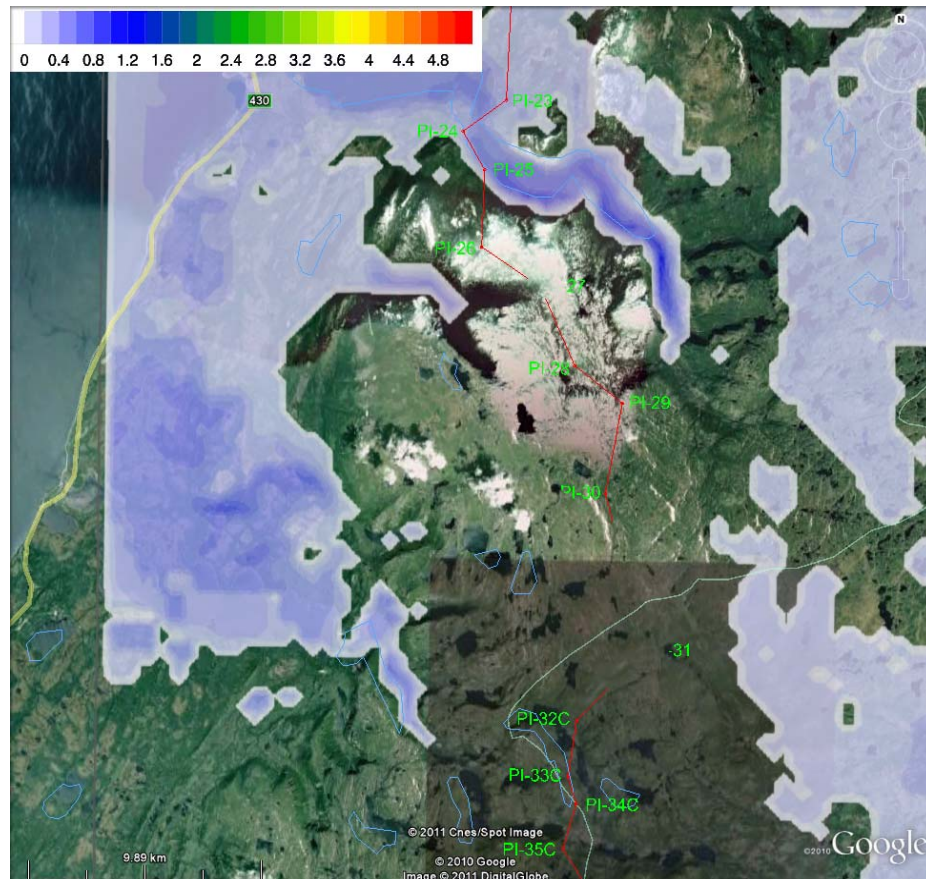 0 0.4 0.8 1.2 1.6 2 2.4 2.8 3.2 3.6 4 4.4 4.8
N
430
PI-23
PI-24
PI-25
PI-26
27
PI-28
PI-29
PI-30
31
PI-32C
PI-33C
PI-34C
PI-35C
© 2011 Cnes/Spot Image
© 2010 Google
Image © 2011 DigitalGlobe
©2010 Google
9.89 km